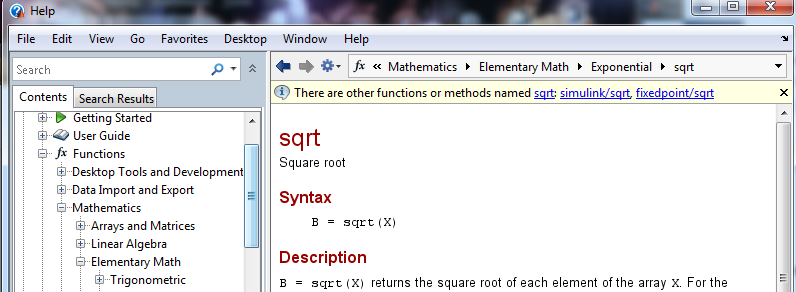 Help
File Edit View Go Favorites Desktop Window Help
Search
fx « Mathematics Elementary Math Exponential sqrt
Contents Search Results
There are other functions or methods named sqrt: simulink/sqrt, fixedpoint/sqrt x
Getting Started
User Guide
fx Functions
Desktop Tools and Development
Data Import and Export
Mathematics
Arrays and Matrices
Linear Algebra
Elementary Math
Trigonometric
sqrt
Square root
Syntax
B = sqrt(X)
Description
B = sqrt(X) returns the square root of each element of the array X. For the